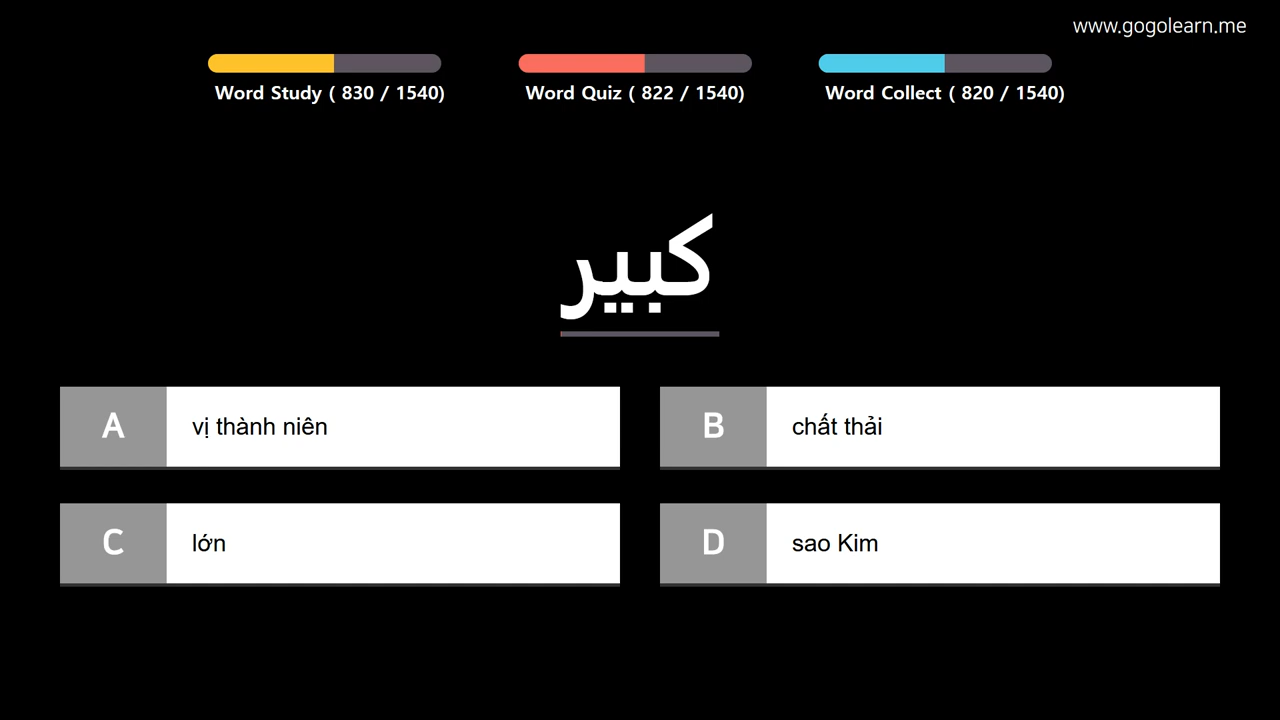 www.gogolearn.me
Word Study ( 830 / 1540)
Word Quiz ( 822 / 1540)
Word Collect ( 820 / 1540)
كبير
A vị thành niên
B chất thải
C lớn
D sao Kim